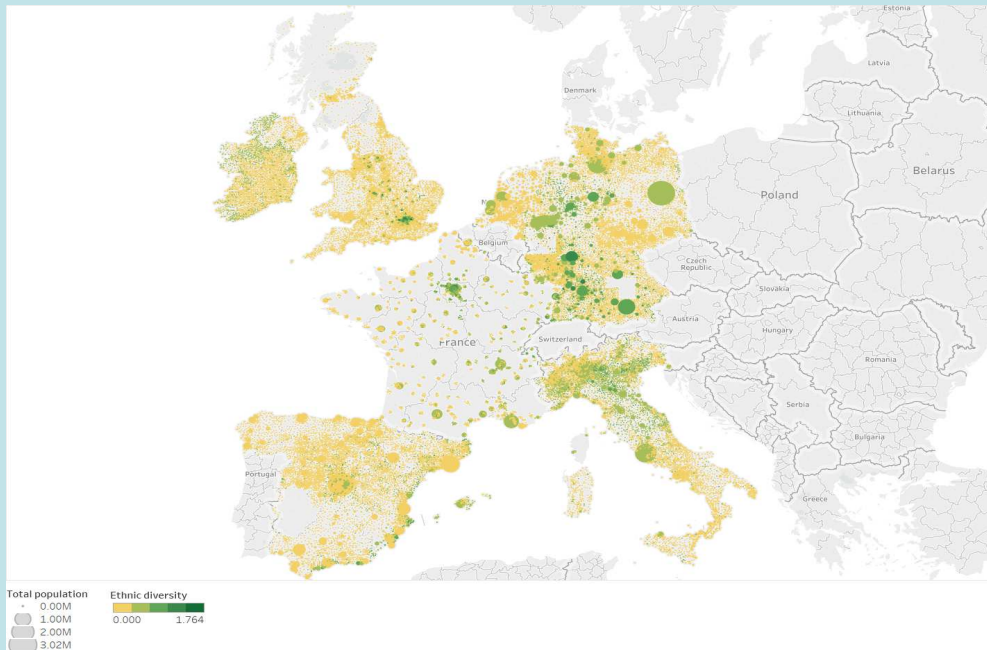 Estonia
Latvia
Denmark
Lithuania
Belarus
Poland
N
Belgium
Czech
Republic
Slovakia
Austria
Hungary
Switzerland
France
Romania
Serbia
Bulgaria
Portugal
Greece
Total population
0.00M
1.00M
2.00M
3.02M
Ethnic diversity
0.000 1.764